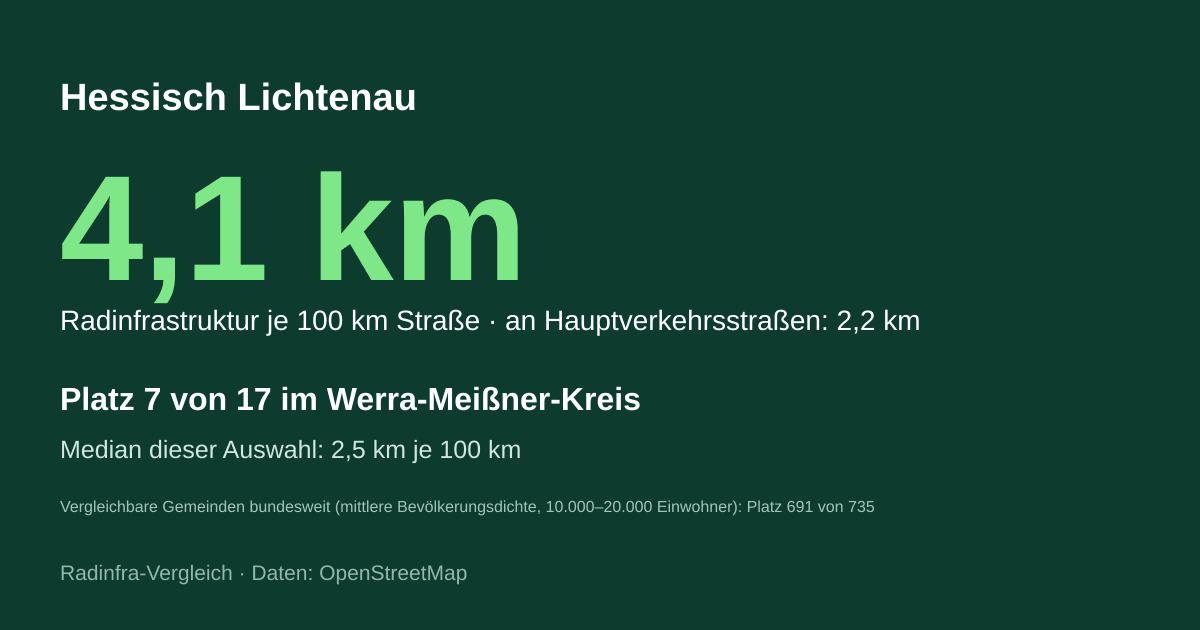 Hessisch Lichtenau
4,1 km
Radinfrastruktur je 100 km Straße · an Hauptverkehrsstraßen: 2,2 km
Platz 7 von 17 im Werra-Meißner-Kreis
Median dieser Auswahl: 2,5 km je 100 km
Vergleichbare Gemeinden bundesweit (mittlere Bevölkerungsdichte, 10.000–20.000 Einwohner): Platz 691 von 735
Radinfra-Vergleich · Daten: OpenStreetMap